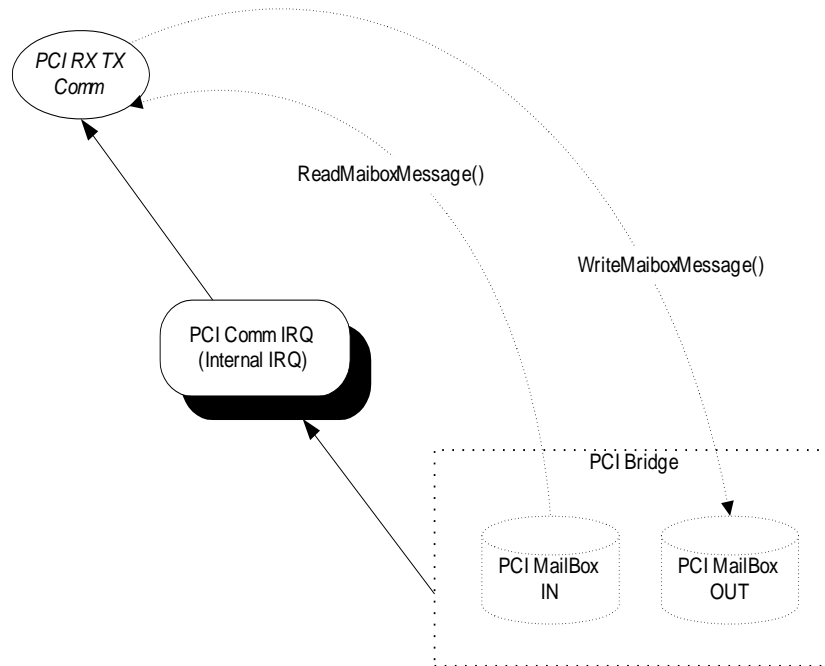 PCI RX TX
Comm
ReadMaiboxMessage()
WriteMaiboxMessage()
PCI Comm IRQ
(Internal IRQ)
PCI Bridge
PCI MailBox
IN
PCI MailBox
OUT